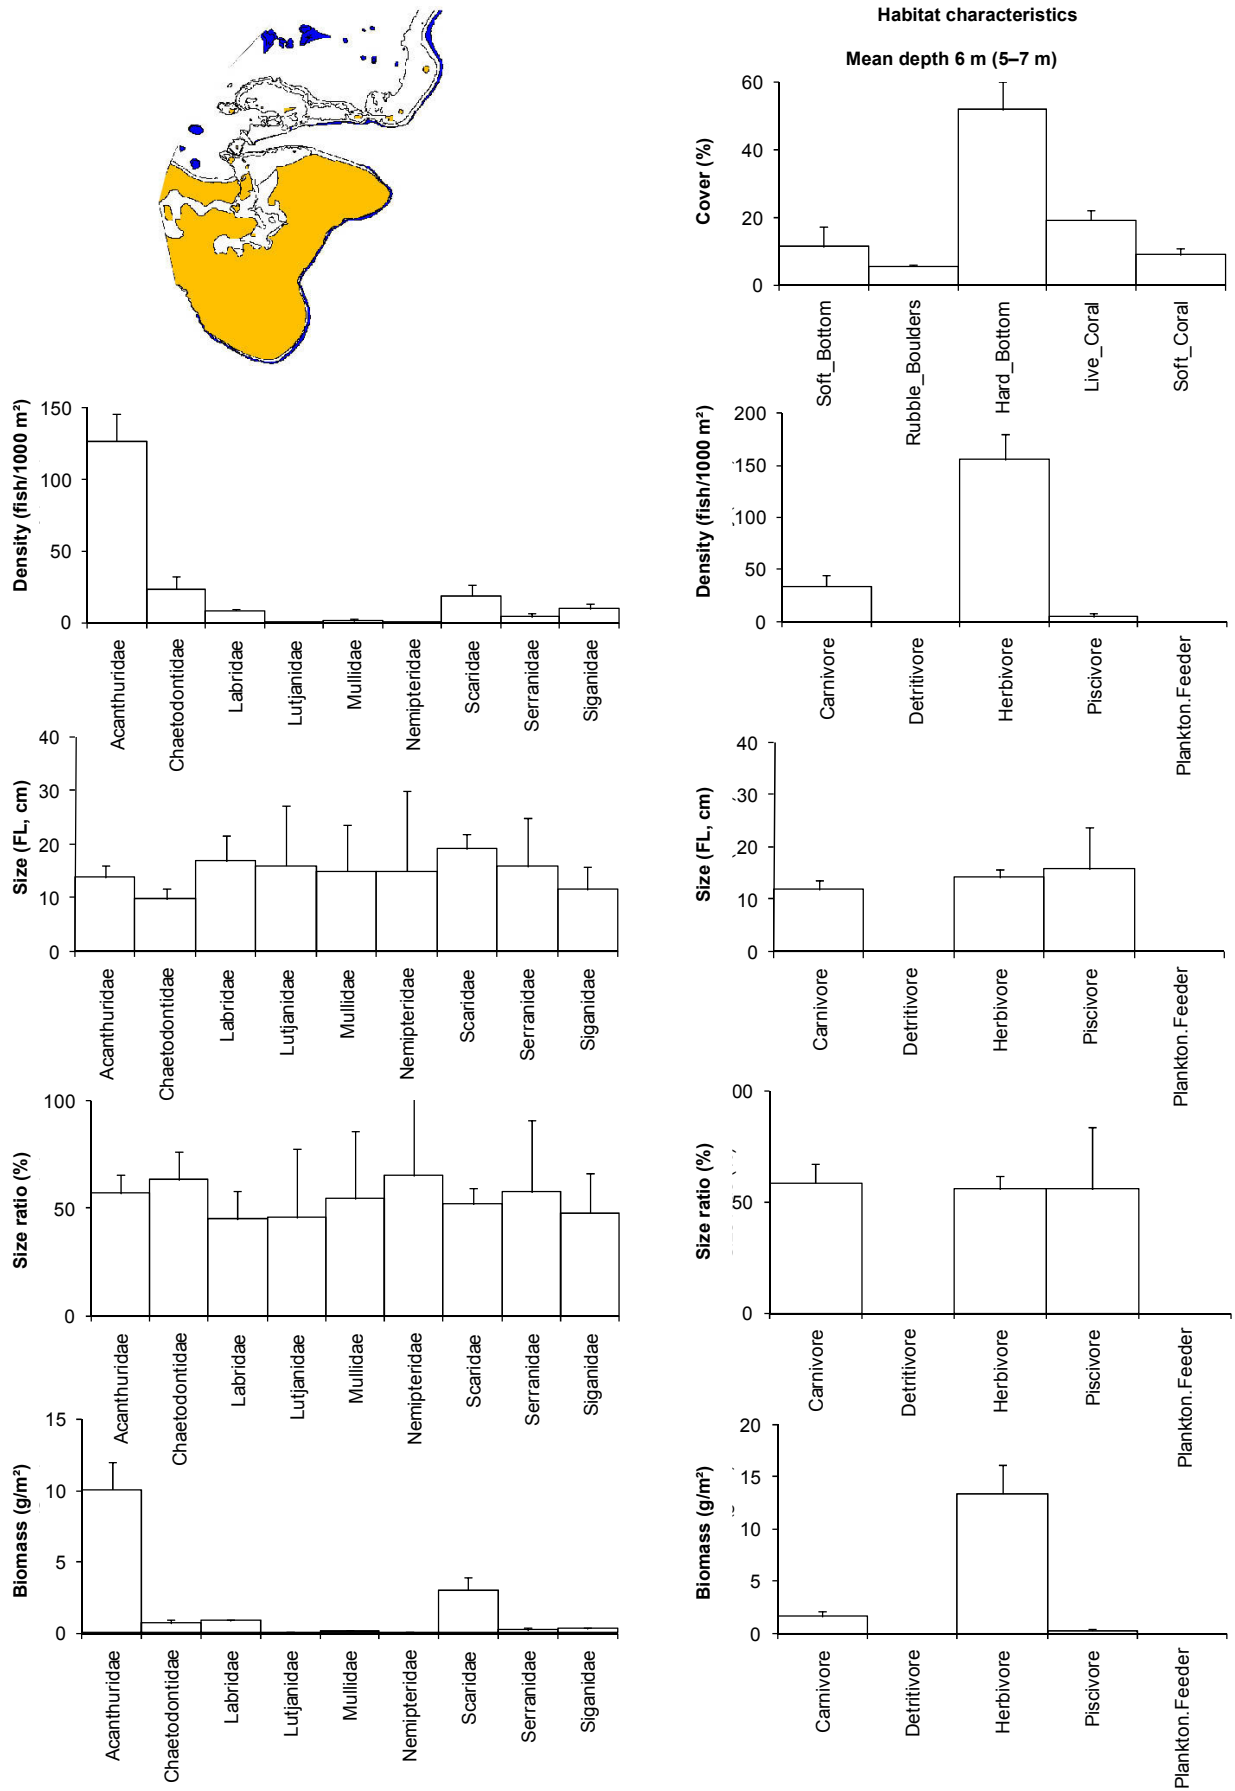 Habitat characteristics
Mean depth 6 m (5–7 m)
Cover (%)
60
40
20
0
Soft_Bottom
Rubble_Boulders
Hard_Bottom
Live_Coral
Soft_Coral
Density (fish/1000 m²)
150
100
50
0
Acanthuridae
Chaetodontidae
Labridae
Lutjanidae
Mullidae
Nemipteridae
Scaridae
Serranidae
Siganidae
Density (fish/1000 m²)
200
150
100
50
0
Carnivore
Detritivore
Herbivore
Piscivore
Plankton.Feeder
Size (FL, cm)
40
30
20
10
0
Acanthuridae
Chaetodontidae
Labridae
Lutjanidae
Mullidae
Nemipteridae
Scaridae
Serranidae
Siganidae
Size (FL, cm)
40
30
20
10
0
Carnivore
Detritivore
Herbivore
Piscivore
Plankton.Feeder
Size ratio (%)
100
50
0
Acanthuridae
Chaetodontidae
Labridae
Lutjanidae
Mullidae
Nemipteridae
Scaridae
Serranidae
Siganidae
Size ratio (%)
00
50
0
Carnivore
Detritivore
Herbivore
Piscivore
Plankton.Feeder
Biomass (g/m²)
15
10
5
0
Acanthuridae
Chaetodontidae
Labridae
Lutjanidae
Mullidae
Nemipteridae
Scaridae
Serranidae
Siganidae
Biomass (g/m²)
20
15
10
5
0
Carnivore
Detritivore
Herbivore
Piscivore
Plankton.Feeder